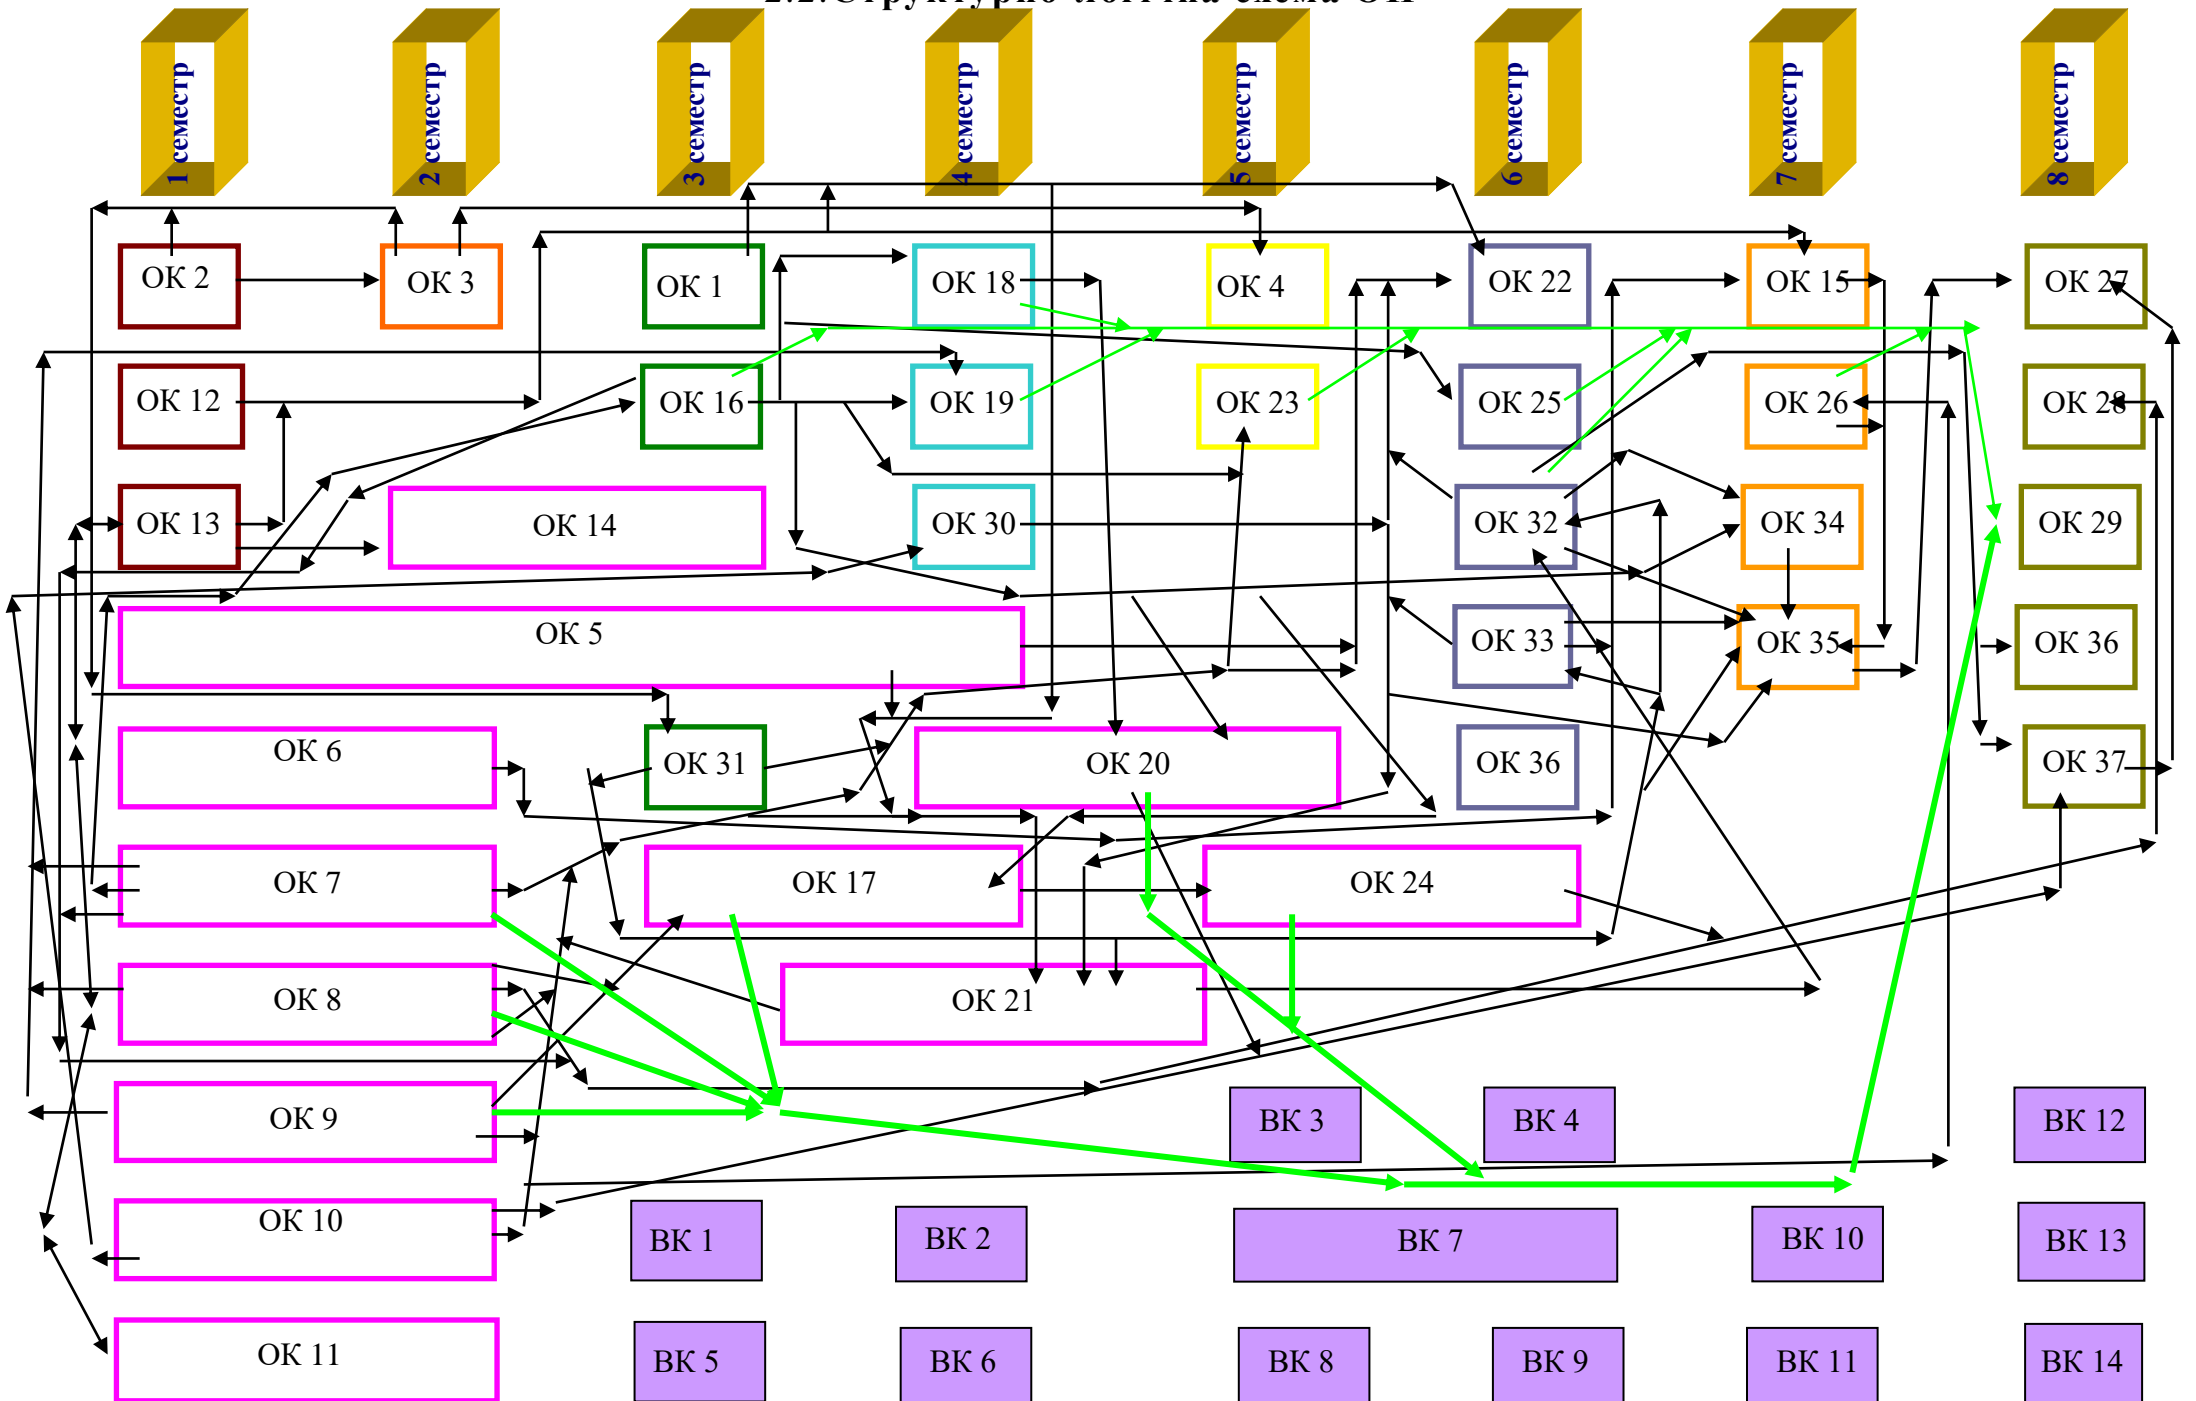 2.2.Структурно-логічна схема ОП
1 семестр
2 семестр
3 семестр
4 семестр
5 семестр
6 семестр
7 семестр
8 семестр
ОК 2
ОК 3
ОК 1
ОК 18
ОК 4
ОК 22
ОК 15
ОК 27
ОК 12
ОК 16
ОК 19
ОК 23
ОК 25
ОК 26
ОК 28
ОК 13
ОК 14
ОК 30
ОК 32
ОК 34
ОК 29
ОК 5
ОК 33
ОК 35
ОК 36
ОК 6
ОК 31
ОК 20
ОК 36
ОК 37
ОК 7
ОК 17
ОК 24
ОК 8
ОК 21
ОК 9
ВК 3
ВК 4
ВК 12
ОК 10
ВК 1
ВК 2
ВК 7
ВК 10
ВК 13
ОК 11
ВК 5
ВК 6
ВК 8
ВК 9
ВК 11
ВК 14